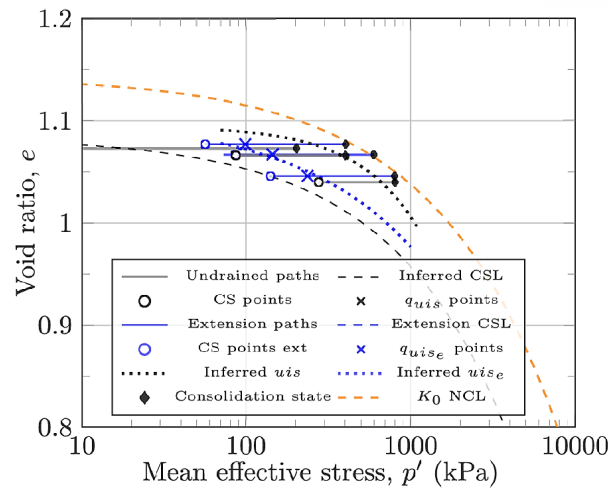 1.2
1.1
1
0.9
0.8
Void ratio, e
Undrained paths
Inferred CSL
CS points
q_uis points
Extension paths
Extension CSL
CS points ext
q_uis_e points
Inferred uis
Inferred uis_e
Consolidation state
K_0 NCL
10
100
1000
10000
Mean effective stress, p′ (kPa)